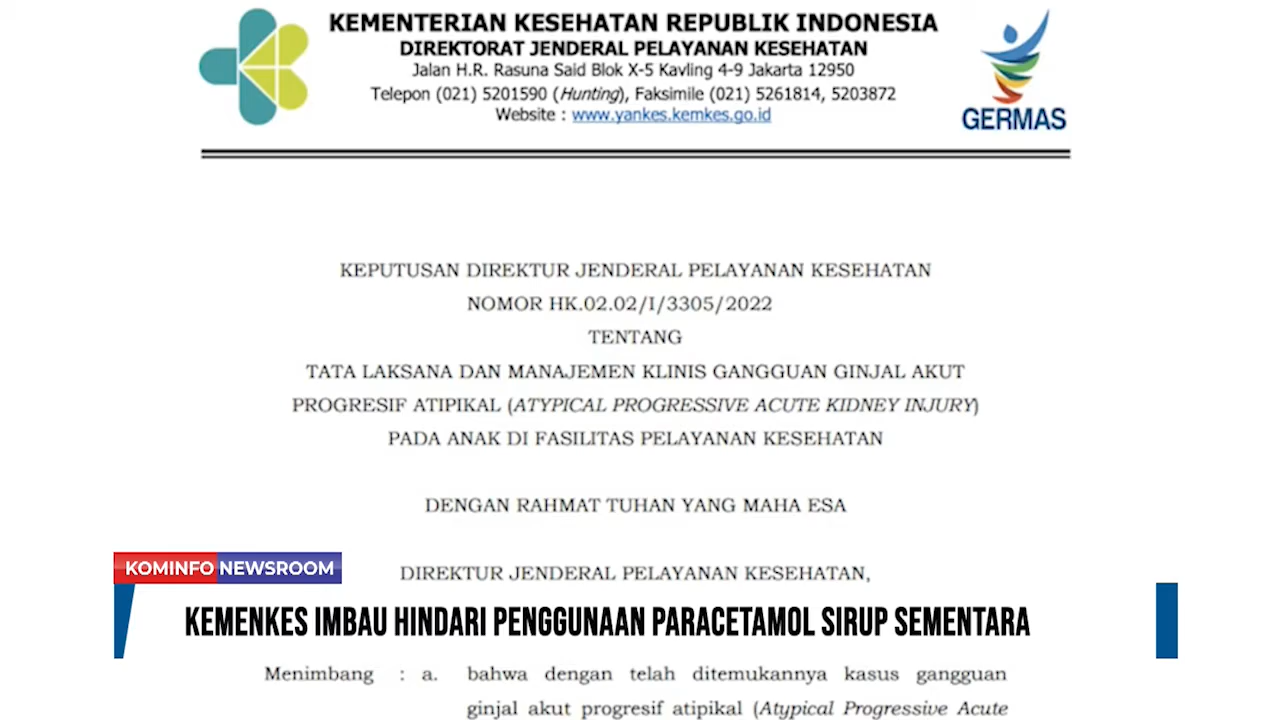 KEMENTERIAN KESEHATAN REPUBLIK INDONESIA
DIREKTORAT JENDERAL PELAYANAN KESEHATAN
Jalan H.R. Rasuna Said Blok X-5 Kavling 4-9 Jakarta 12950
Telepon (021) 5201590 (Hunting), Faksimile (021) 5261814, 5203872
Website : www.yankes.kemkes.go.id
GERMAS
KEPUTUSAN DIREKTUR JENDERAL PELAYANAN KESEHATAN
NOMOR HK.02.02/I/3305/2022
TENTANG
TATA LAKSANA DAN MANAJEMEN KLINIS GANGGUAN GINJAL AKUT
PROGRESIF ATIPIKAL (ATYPICAL PROGRESSIVE ACUTE KIDNEY INJURY)
PADA ANAK DI FASILITAS PELAYANAN KESEHATAN
DENGAN RAHMAT TUHAN YANG MAHA ESA
KOMINFO NEWSROOM
DIREKTUR JENDERAL PELAYANAN KESEHATAN,
KEMENKES IMBAU HINDARI PENGGUNAAN PARACETAMOL SIRUP SEMENTARA
Menimbang : a. bahwa dengan telah ditemukannya kasus gangguan
ginjal akut progresif atipikal (Atypical Progressive Acute